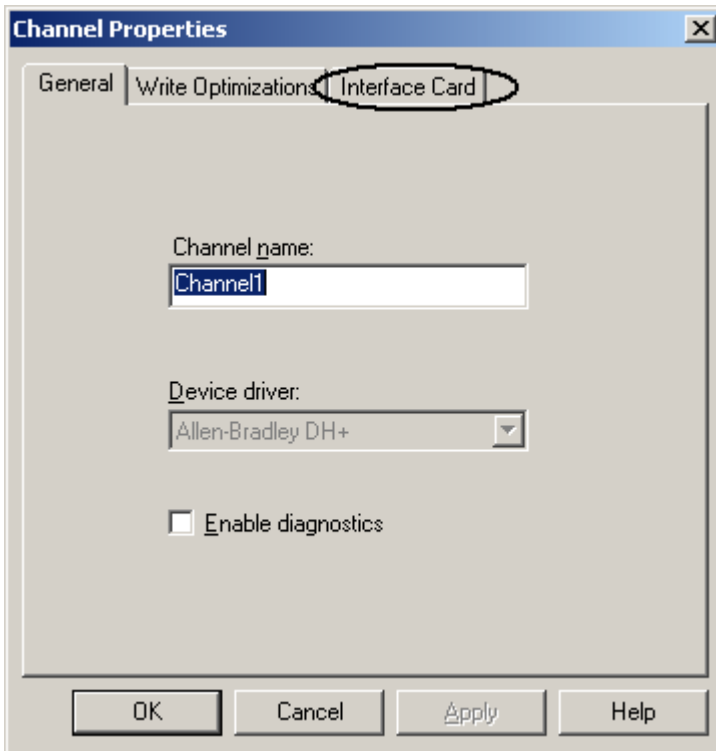 Channel Properties
General Write Optimizations Interface Card
Channel name:
Channel1
Device driver:
Allen-Bradley DH+
Enable diagnostics
OK Cancel Apply Help